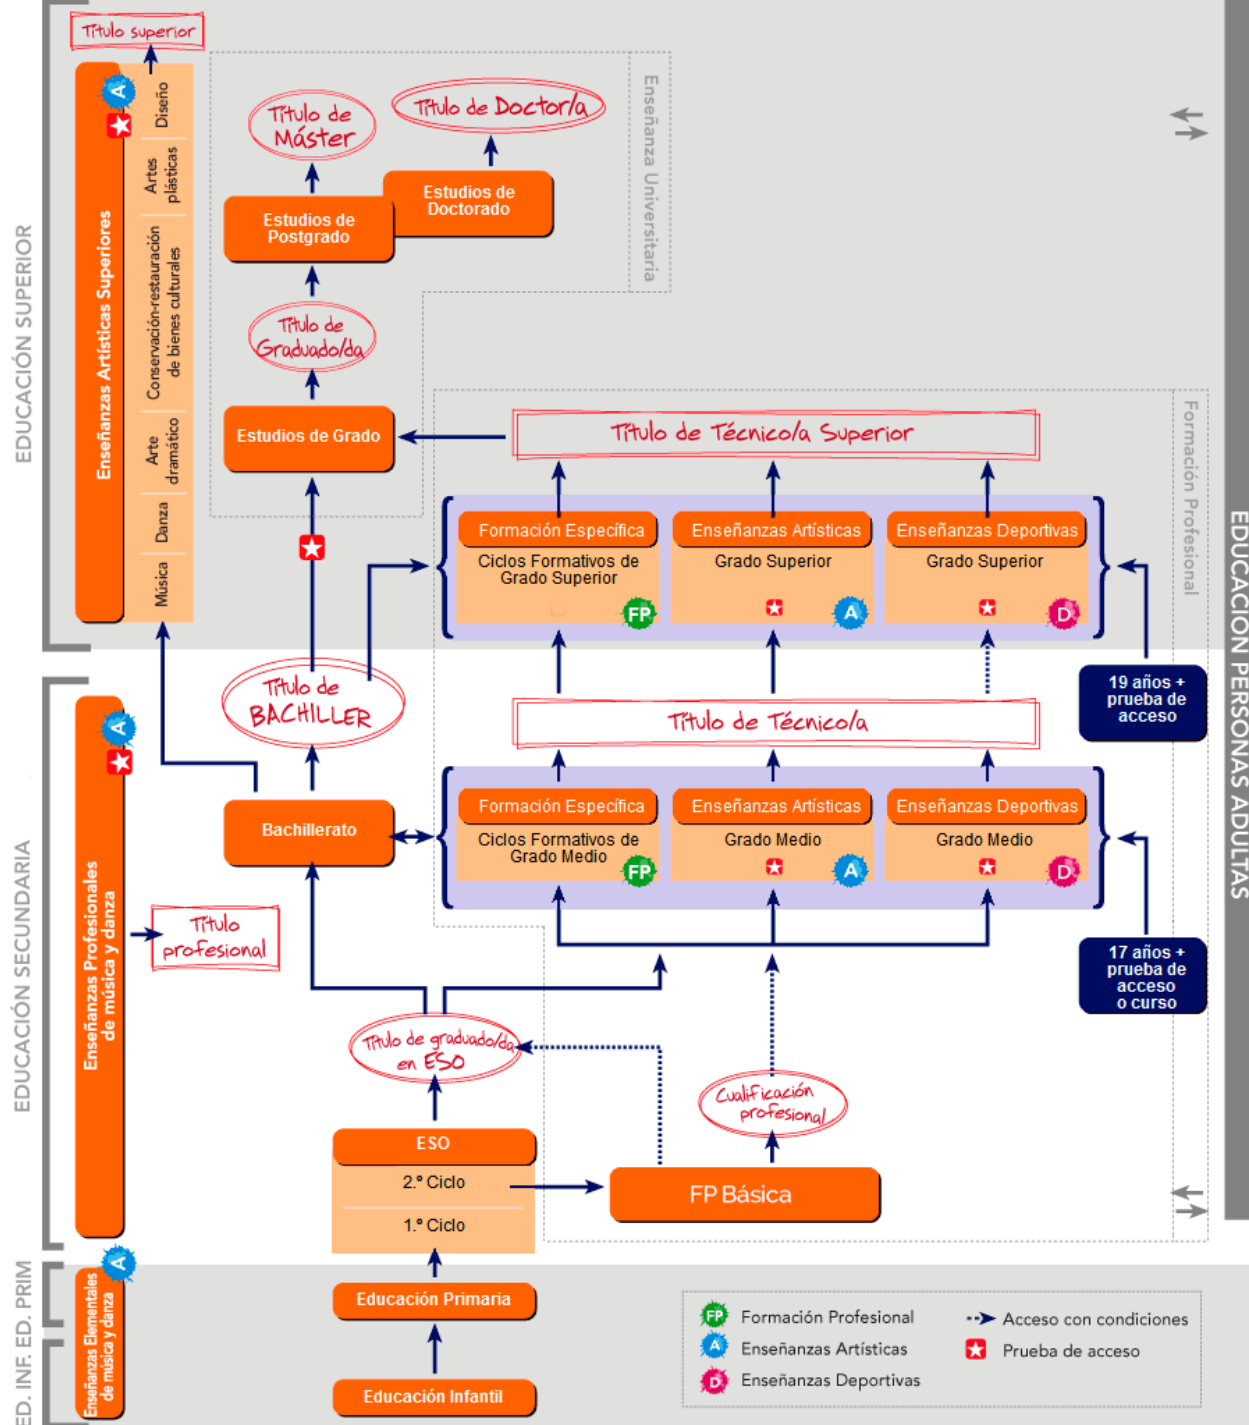 EDUCACIÓN SUPERIOR
EDUCACIÓN SECUNDARIA
ED. PRIM
ED. INF.
Título superior
Enseñanzas Artísticas Superiores
A
Diseño
Artes
plásticas
Conservación-restauración
de bienes culturales
Arte
dramático
Danza
Música
Enseñanza Universitaria
Título de
Máster
Título de Doctor/a
Estudios de
Doctorado
Estudios de
Postgrado
Título de
Graduado/da
Estudios de Grado
Formación Profesional
Título de Técnico/a Superior
Formación Específica
Ciclos Formativos de
Grado Superior
FP
Enseñanzas Artísticas
Grado Superior
A
Enseñanzas Deportivas
Grado Superior
D
19 años +
prueba de
acceso
EDUCACIÓN PERSONAS ADULTAS
Título de
BACHILLER
Título de Técnico/a
Bachillerato
Formación Específica
Ciclos Formativos de
Grado Medio
FP
Enseñanzas Artísticas
Grado Medio
A
Enseñanzas Deportivas
Grado Medio
D
17 años +
prueba de
acceso
o curso
Enseñanzas Profesionales
de música y danza
A
Título
profesional
Título de graduado/da
en ESO
Cualificación
profesional
ESO
2.º Ciclo
1.º Ciclo
FP Básica
Enseñanzas Elementales
de música y danza
A
Educación Primaria
Educación Infantil
FP Formación Profesional
A Enseñanzas Artísticas
D Enseñanzas Deportivas
Acceso con condiciones
Prueba de acceso